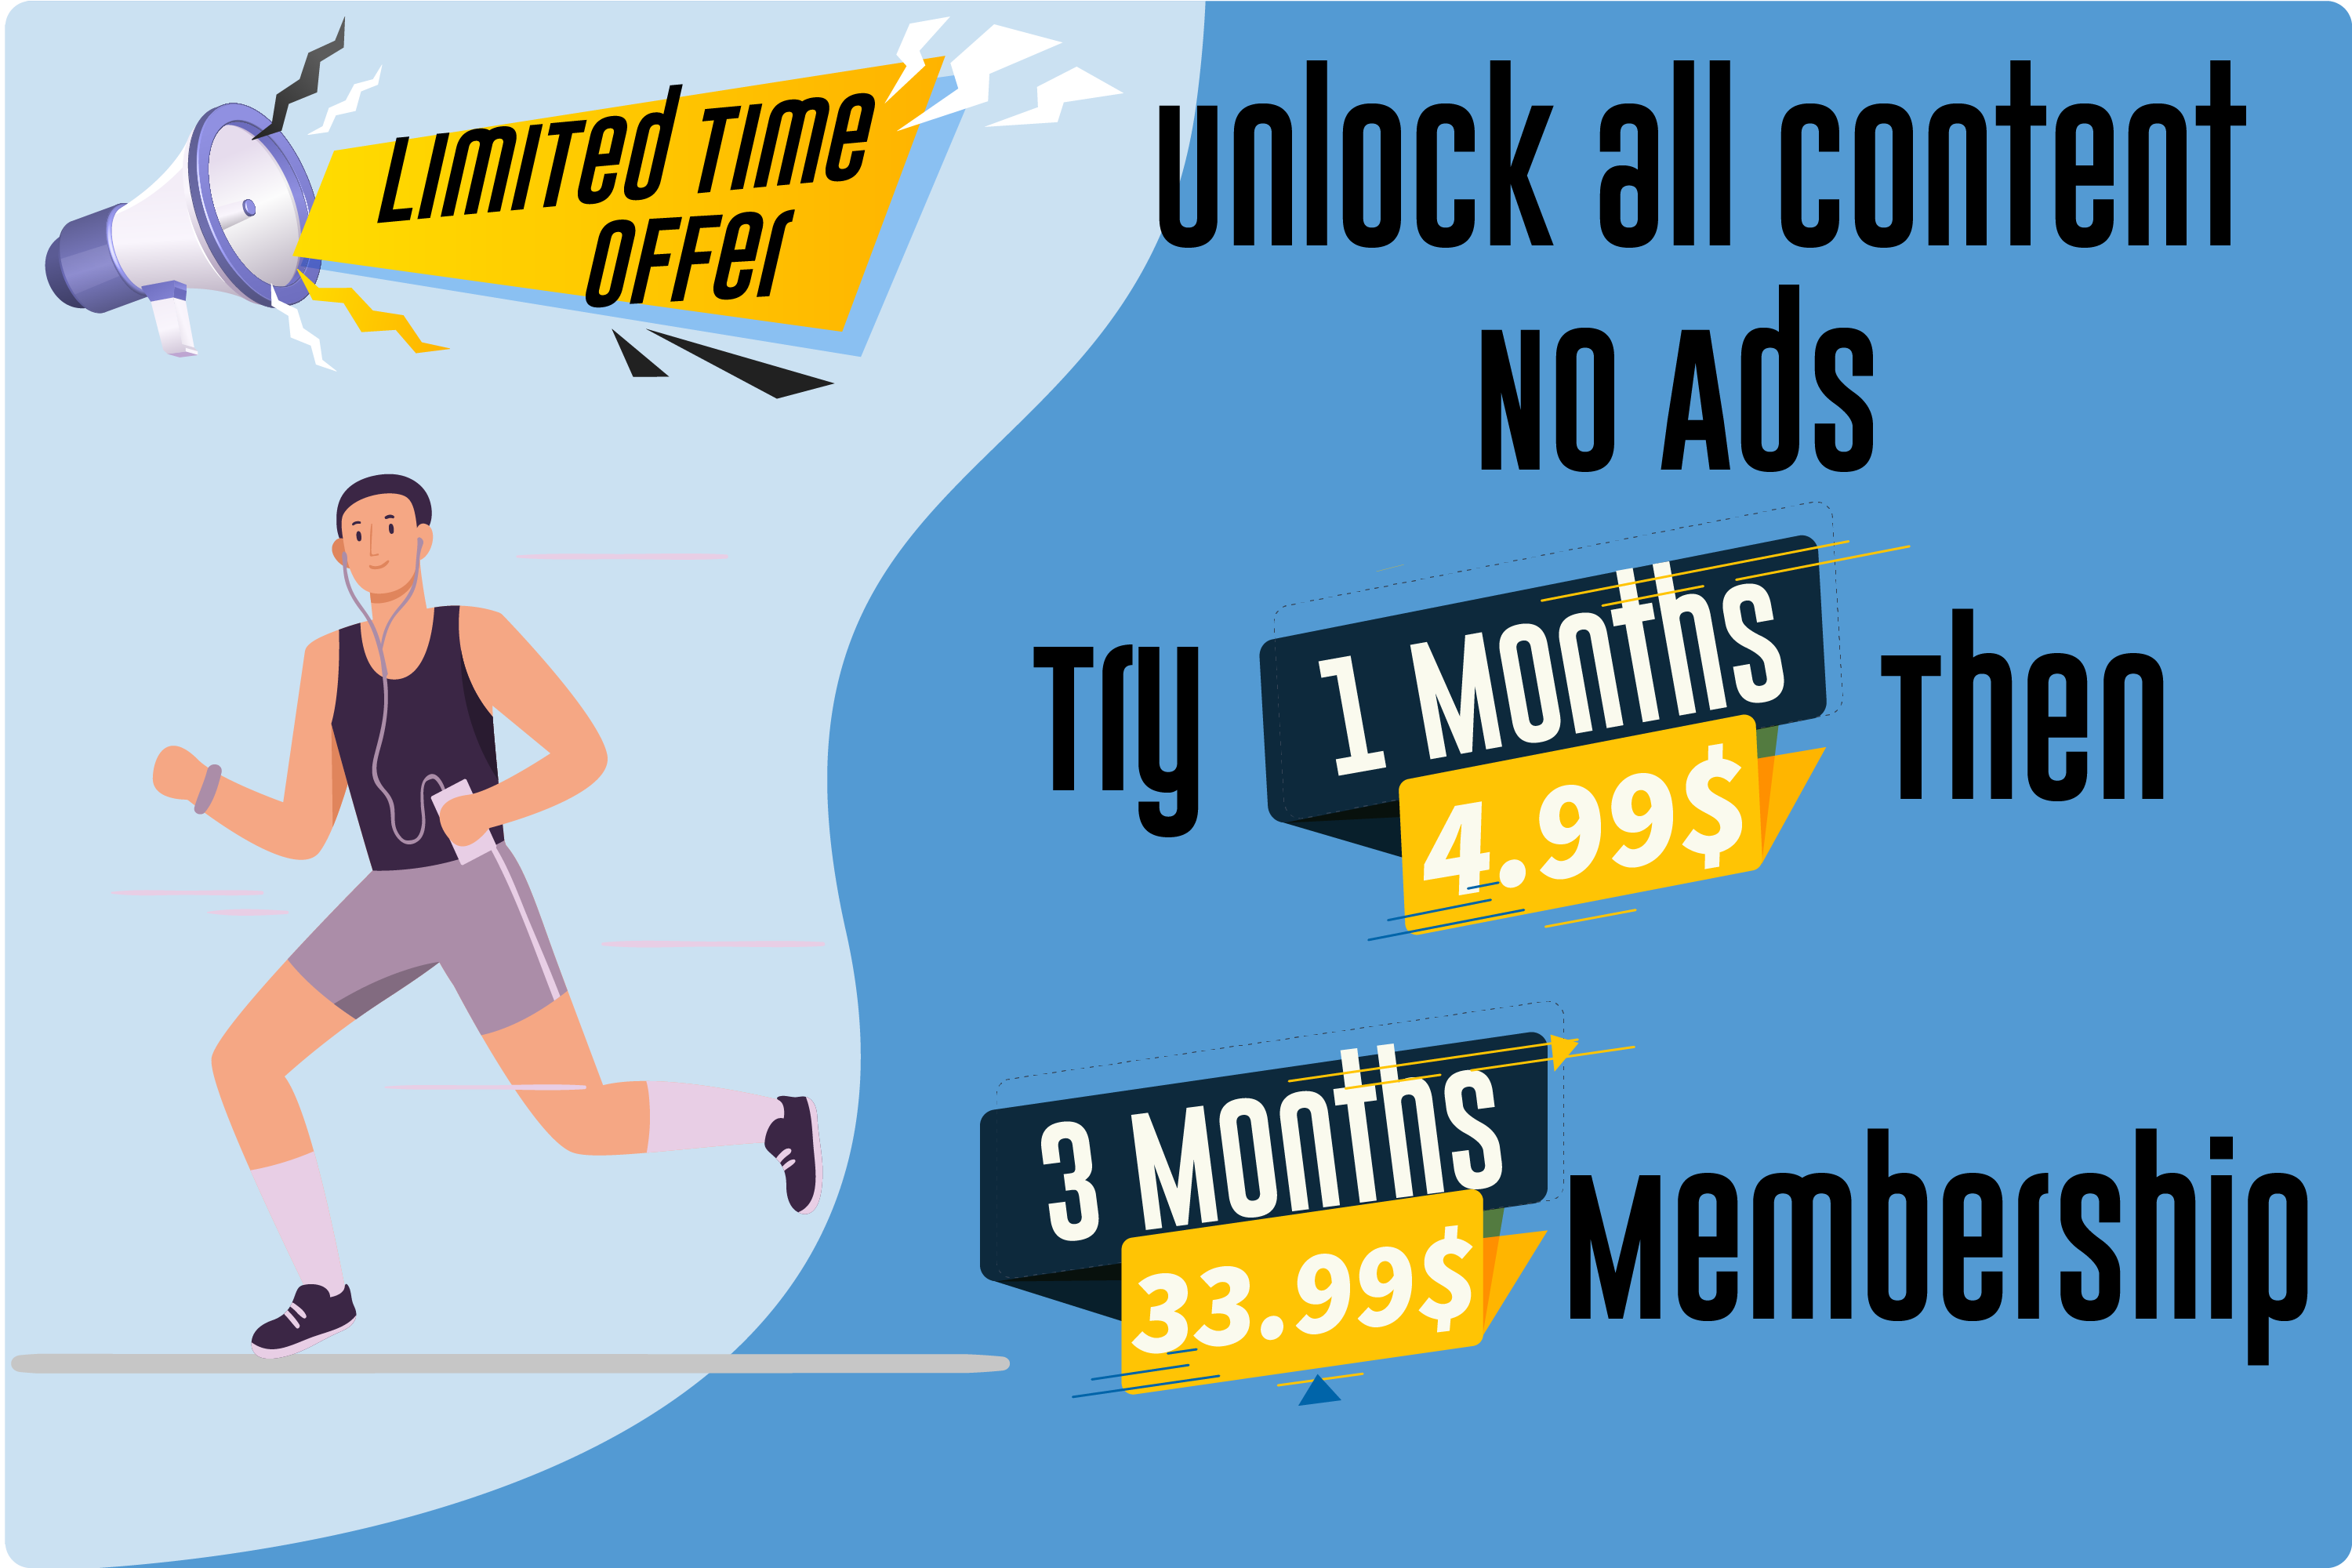 LIMITED TIME
OFFER
unlock all content
NO Ads
Try
1 Months
4.99$
Then
3 Months
33.99$
Membership